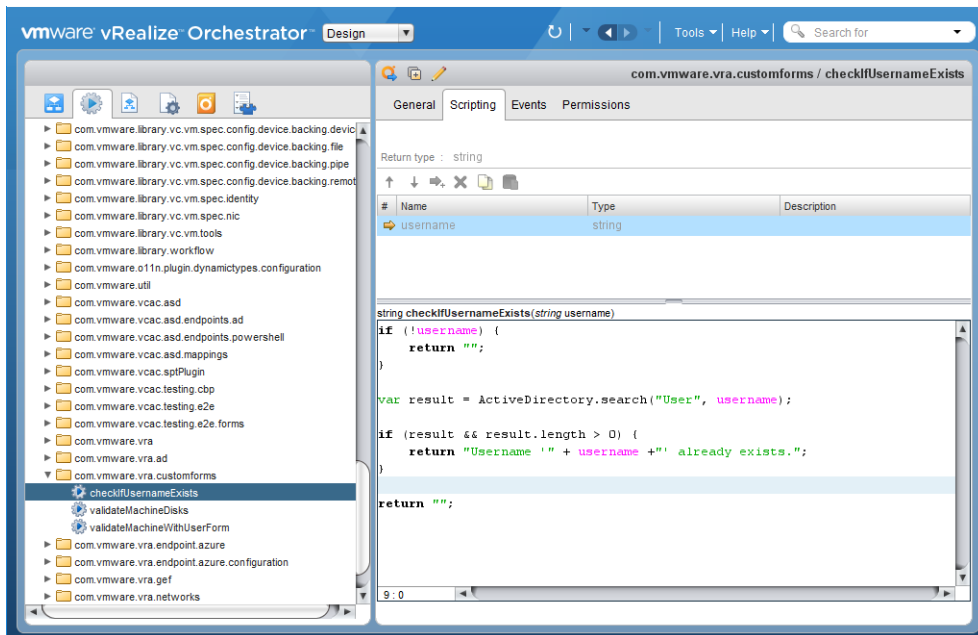 vmware vRealize™ Orchestrator™ Design Tools Help Search for
com.vmware.vra.customforms / checkIfUsernameExists
General Scripting Events Permissions
com.vmware.library.vc.vm.spec.config.device.backing.devic
com.vmware.library.vc.vm.spec.config.device.backing.file
com.vmware.library.vc.vm.spec.config.device.backing.pipe
com.vmware.library.vc.vm.spec.config.device.backing.remot
com.vmware.library.vc.vm.spec.identity
com.vmware.library.vc.vm.spec.nic
com.vmware.library.vc.vm.tools
com.vmware.library.workflow
com.vmware.o11n.plugin.dynamictypes.configuration
com.vmware.util
com.vmware.vcac.asd
com.vmware.vcac.asd.endpoints.ad
com.vmware.vcac.asd.endpoints.powershell
com.vmware.vcac.asd.mappings
com.vmware.vcac.sptPlugin
com.vmware.vcac.testing.cbp
com.vmware.vcac.testing.e2e
com.vmware.vcac.testing.e2e.forms
com.vmware.vra
com.vmware.vra.ad
com.vmware.vra.customforms
checkIfUsernameExists
validateMachineDisks
validateMachineWithUserForm
com.vmware.vra.endpoint.azure
com.vmware.vra.endpoint.azure.configuration
com.vmware.vra.gef
com.vmware.vra.networks
Return type : string
# Name Type Description
username string
string checkIfUsernameExists(string username)
if (!username) {
return "";
}
var result = ActiveDirectory.search("User", username);
if (result && result.length > 0) {
return "Username '" + username +"' already exists.";
}
return "";
9 : 0